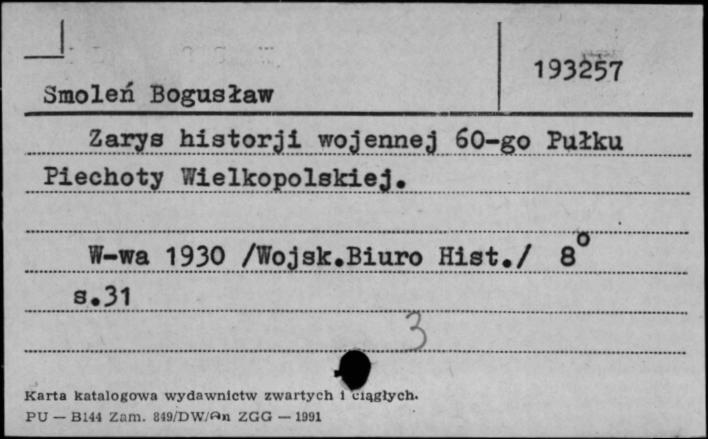 193257
Smoleń Bogusław
Zarys historji wojennej 60-go Pułku
Piechoty Wielkopolskiej.
W-wa 1930 /Wojsk.Biuro Hist./ 8°
s.31
3
Karta katalogowa wydawnictw zwartych i ciągłych.
PU — B144 Zam. 849/DW/An ZGG — 1991